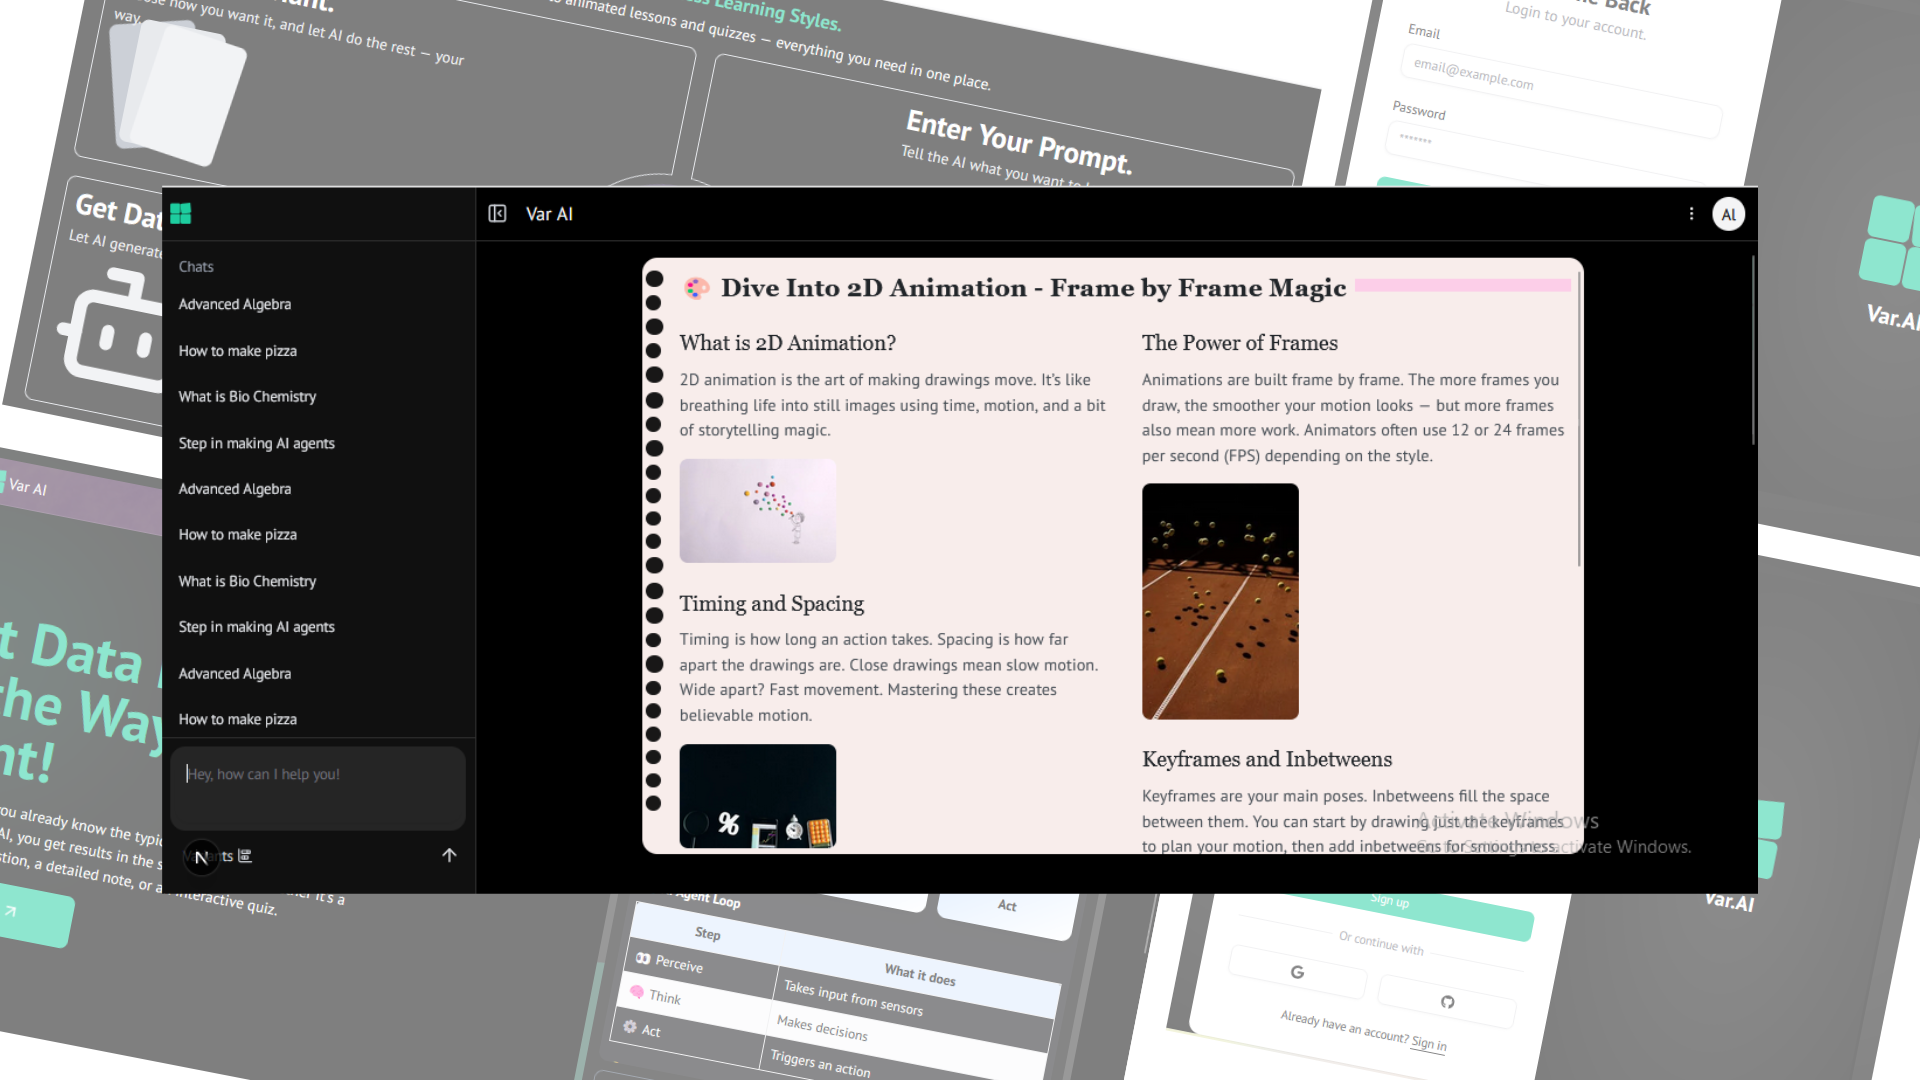 hant.
ose how you want it, and let AI do the rest — your
way.
ss Learning Styles.
animated lessons and quizzes — everything you need in one place.
Enter Your Prompt.
Tell the AI what you want to
Get Dat
Let AI generate
Back
Login to your account.
Email
email@example.com
Password
*******
Var.AI
Var AI
t Data
the Way
nt!
ou already know the typic
AI, you get results in the s
stion, a detailed note, or a
interactive quiz.
er it's a
Var AI
AI
Chats
Advanced Algebra
How to make pizza
What is Bio Chemistry
Step in making AI agents
Advanced Algebra
How to make pizza
What is Bio Chemistry
Step in making AI agents
Advanced Algebra
How to make pizza
Hey, how can I help you!
N
nts
Dive Into 2D Animation - Frame by Frame Magic
What is 2D Animation?
2D animation is the art of making drawings move. It's like
breathing life into still images using time, motion, and a bit
of storytelling magic.
Timing and Spacing
Timing is how long an action takes. Spacing is how far
apart the drawings are. Close drawings mean slow motion.
Wide apart? Fast movement. Mastering these creates
believable motion.
%
The Power of Frames
Animations are built frame by frame. The more frames you
draw, the smoother your motion looks — but more frames
also mean more work. Animators often use 12 or 24 frames
per second (FPS) depending on the style.
Keyframes and Inbetweens
Keyframes are your main poses. Inbetweens fill the space
between them. You can start by drawing just the keyframes
to plan your motion, then add inbetweens for smoothness.
Activate Windows
Go to Settings to activate Windows.
Agent Loop
Act
Step
What it does
Perceive
Takes input from sensors
Think
Makes decisions
Act
Triggers an action
Sign up
Or continue with
G
Already have an account? Sign in
Var.AI